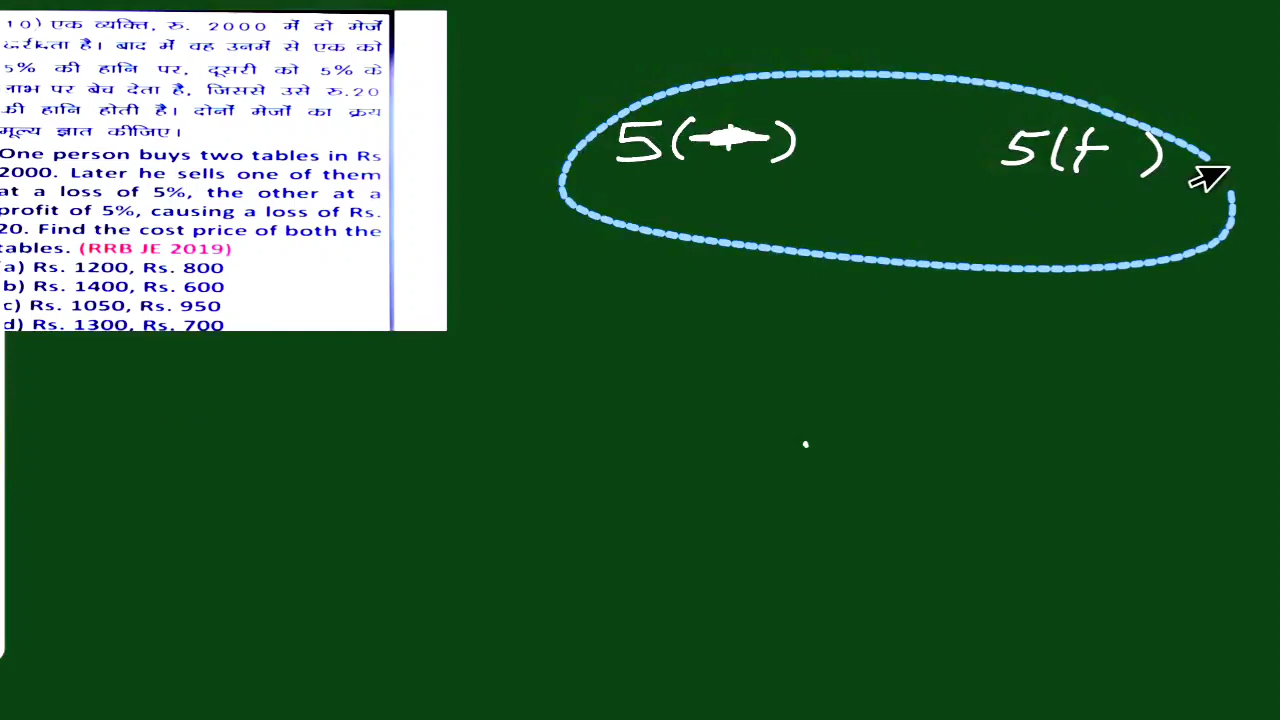 10) एक व्यक्ति, रु. 2000 में दो मेजें
है। बाद में वह उनमें से एक को
5% की हानि पर, दूसरी को 5% के
लाभ पर बेच देता है, जिससे उसे रु.20
की हानि होती है। दोनों मेजों का क्रय
मूल्य ज्ञात कीजिए।
One person buys two tables in Rs
2000. Later he sells one of them
at a loss of 5%, the other at a
profit of 5%, causing a loss of Rs.
20. Find the cost price of both the
tables. (RRB JE 2019)
a) Rs. 1200, Rs. 800
b) Rs. 1400, Rs. 600
c) Rs. 1050, Rs. 950
d) Rs. 1300, Rs. 700
5( ) 5(+ )